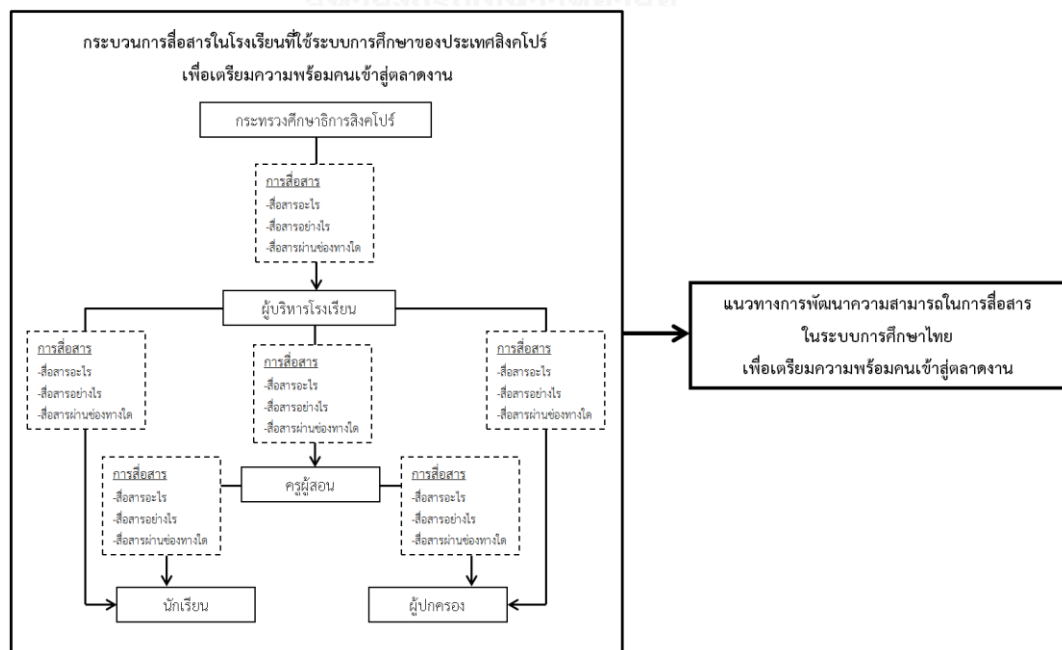 กระบวนการสื่อสารในโรงเรียนที่ใช้ระบบการศึกษาของประเทศสิงคโปร์
เพื่อเตรียมความพร้อมคนเข้าสู่ตลาดงาน
กระทรวงศึกษาธิการสิงคโปร์
การสื่อสาร
-สื่อสารอะไร
-สื่อสารอย่างไร
-สื่อสารผ่านช่องทางใด
ผู้บริหารโรงเรียน
การสื่อสาร
-สื่อสารอะไร
-สื่อสารอย่างไร
-สื่อสารผ่านช่องทางใด
การสื่อสาร
-สื่อสารอะไร
-สื่อสารอย่างไร
-สื่อสารผ่านช่องทางใด
การสื่อสาร
-สื่อสารอะไร
-สื่อสารอย่างไร
-สื่อสารผ่านช่องทางใด
ครูผู้สอน
การสื่อสาร
-สื่อสารอะไร
-สื่อสารอย่างไร
-สื่อสารผ่านช่องทางใด
การสื่อสาร
-สื่อสารอะไร
-สื่อสารอย่างไร
-สื่อสารผ่านช่องทางใด
นักเรียน
ผู้ปกครอง
แนวทางการพัฒนาความสามารถในการสื่อสาร
ในระบบการศึกษาไทย
เพื่อเตรียมความพร้อมคนเข้าสู่ตลาดงาน